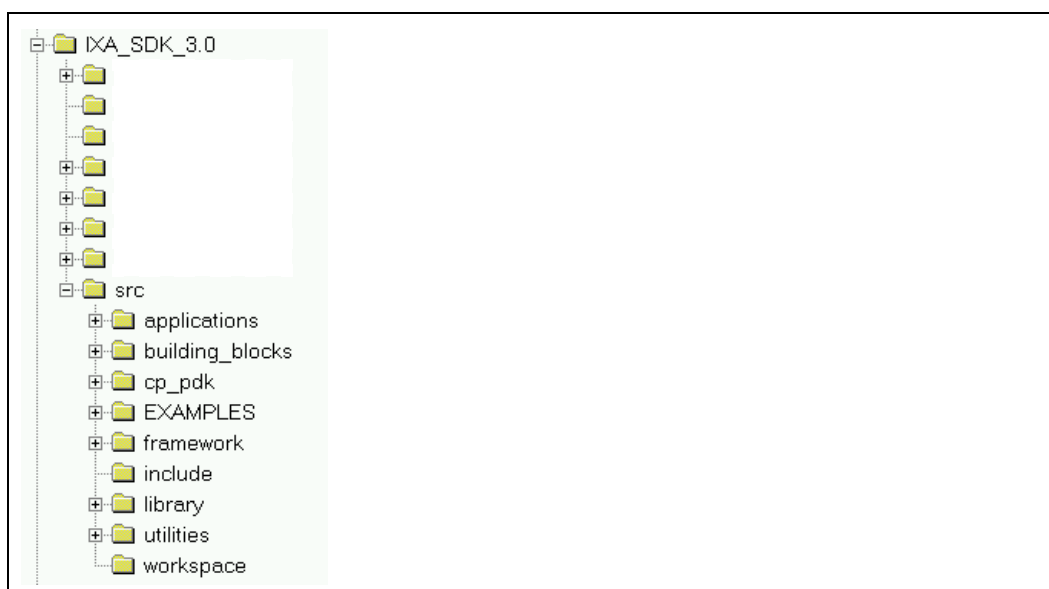 IXA_SDK_3.0
src
applications
building_blocks
cp_pdk
EXAMPLES
framework
include
library
utilities
workspace